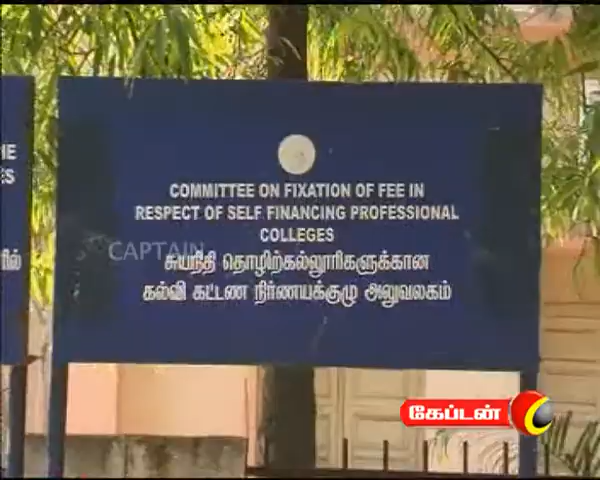 COMMITTEE ON FIXATION OF FEE IN
RESPECT OF SELF FINANCING PROFESSIONAL
COLLEGES
CAPTAIN
சுயநிதி தொழிற்கல்லூரிகளுக்கான
கல்வி கட்டண நிர்ணயக்குழு அலுவலகம்
கேப்டன்